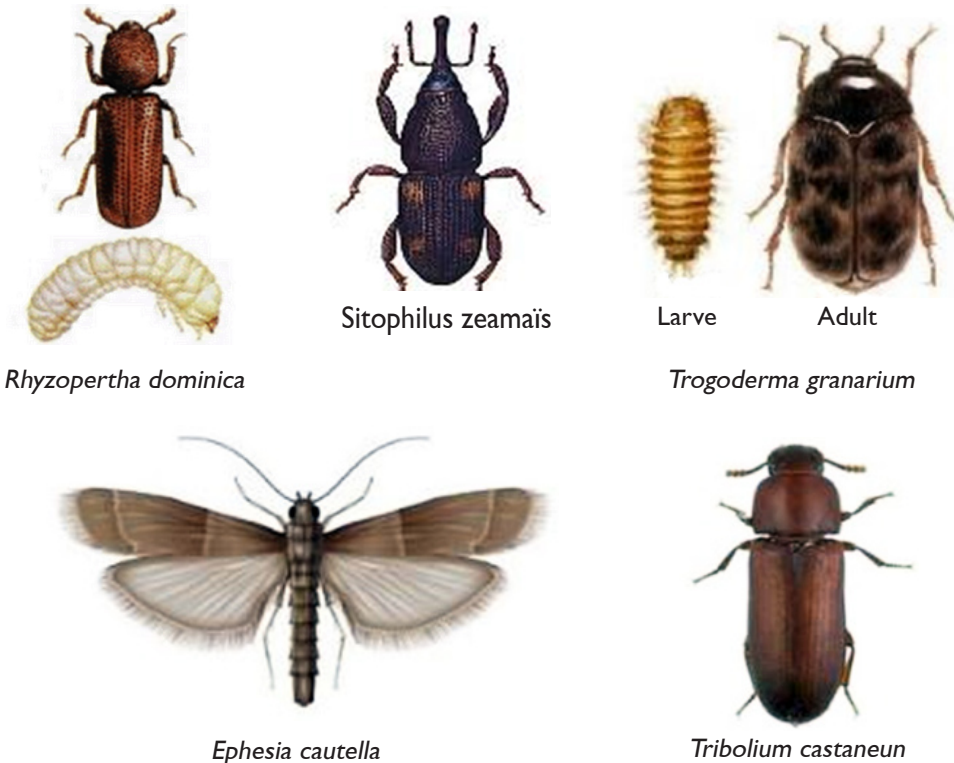 Sitophilus zeamaïs
Larve
Adult
Rhyzopertha dominica
Trogoderma granarium
Ephesia cautella
Tribolium castaneun